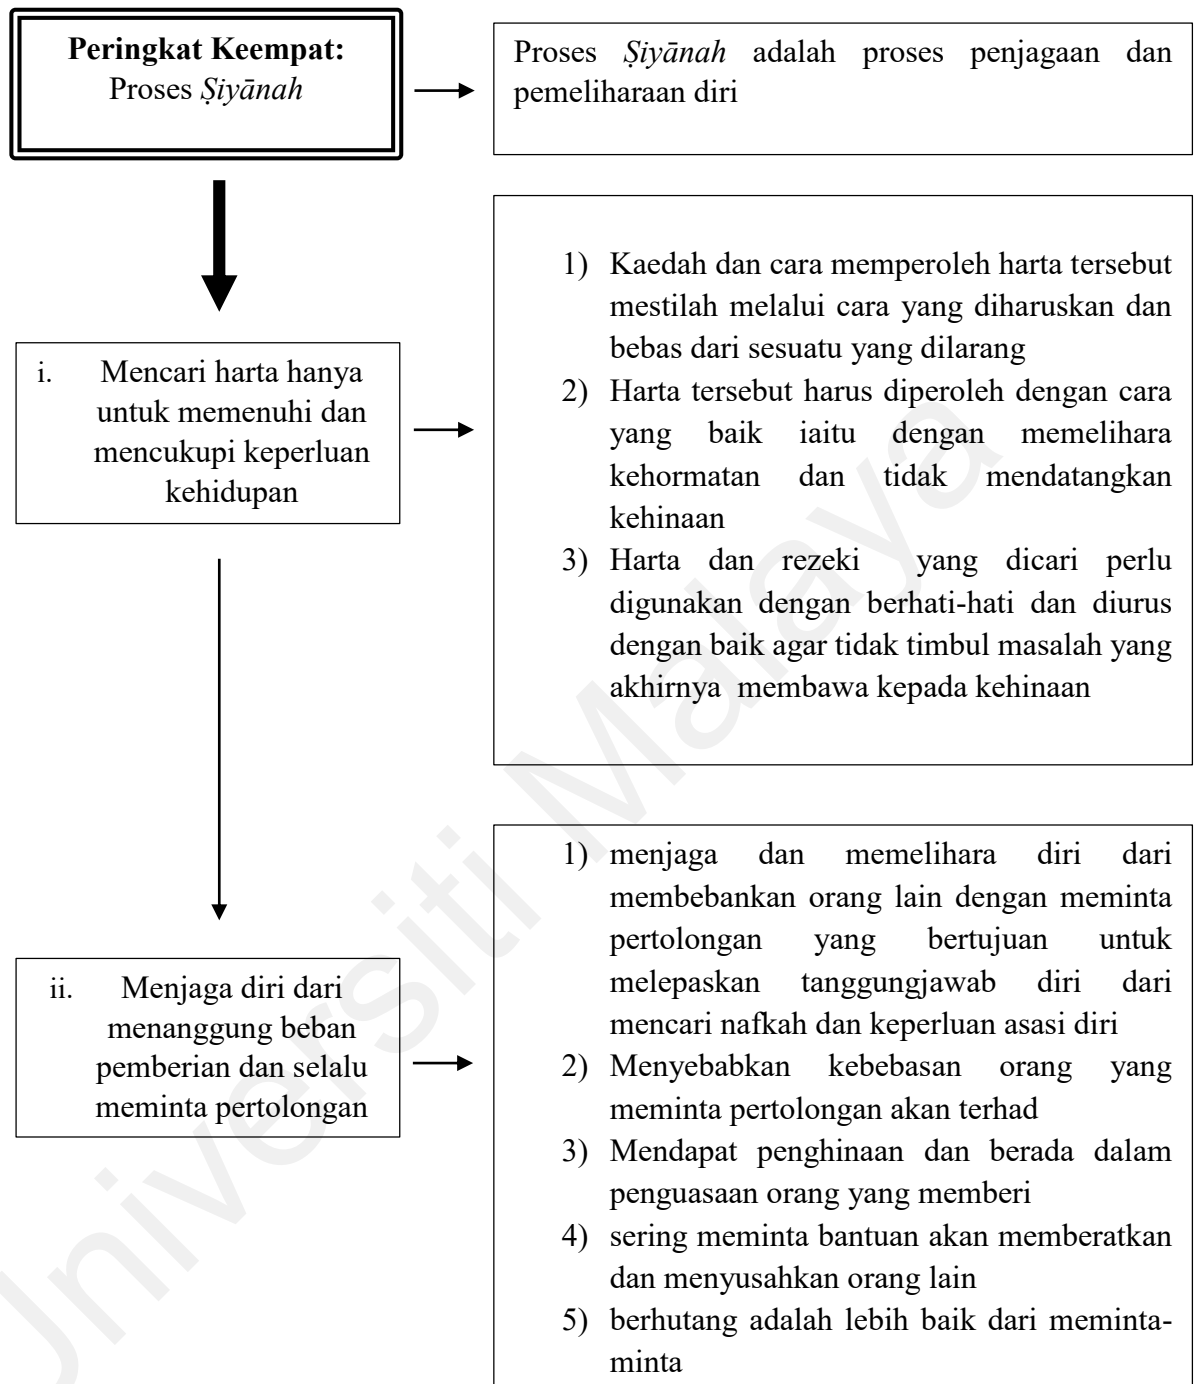 Peringkat Keempat:
Proses Ṣiyānah
Proses Ṣiyānah adalah proses penjagaan dan
pemeliharaan diri
i. Mencari harta hanya
untuk memenuhi dan
mencukupi keperluan
kehidupan
1) Kaedah dan cara memperoleh harta tersebut
mestilah melalui cara yang diharuskan dan
bebas dari sesuatu yang dilarang
2) Harta tersebut harus diperoleh dengan cara
yang baik iaitu dengan memelihara
kehormatan dan tidak mendatangkan
kehinaan
3) Harta dan rezeki yang dicari perlu
digunakan dengan berhati-hati dan diurus
dengan baik agar tidak timbul masalah yang
akhirnya membawa kepada kehinaan
ii. Menjaga diri dari
menanggung beban
pemberian dan selalu
meminta pertolongan
1) menjaga dan memelihara diri dari
membebankan orang lain dengan meminta
pertolongan yang bertujuan untuk
melepaskan tanggungjawab diri dari
mencari nafkah dan keperluan asasi diri
2) Menyebabkan kebebasan orang yang
meminta pertolongan akan terhad
3) Mendapat penghinaan dan berada dalam
penguasaan orang yang memberi
4) sering meminta bantuan akan memberatkan
dan menyusahkan orang lain
5) berhutang adalah lebih baik dari meminta-
minta
Universiti Malaya